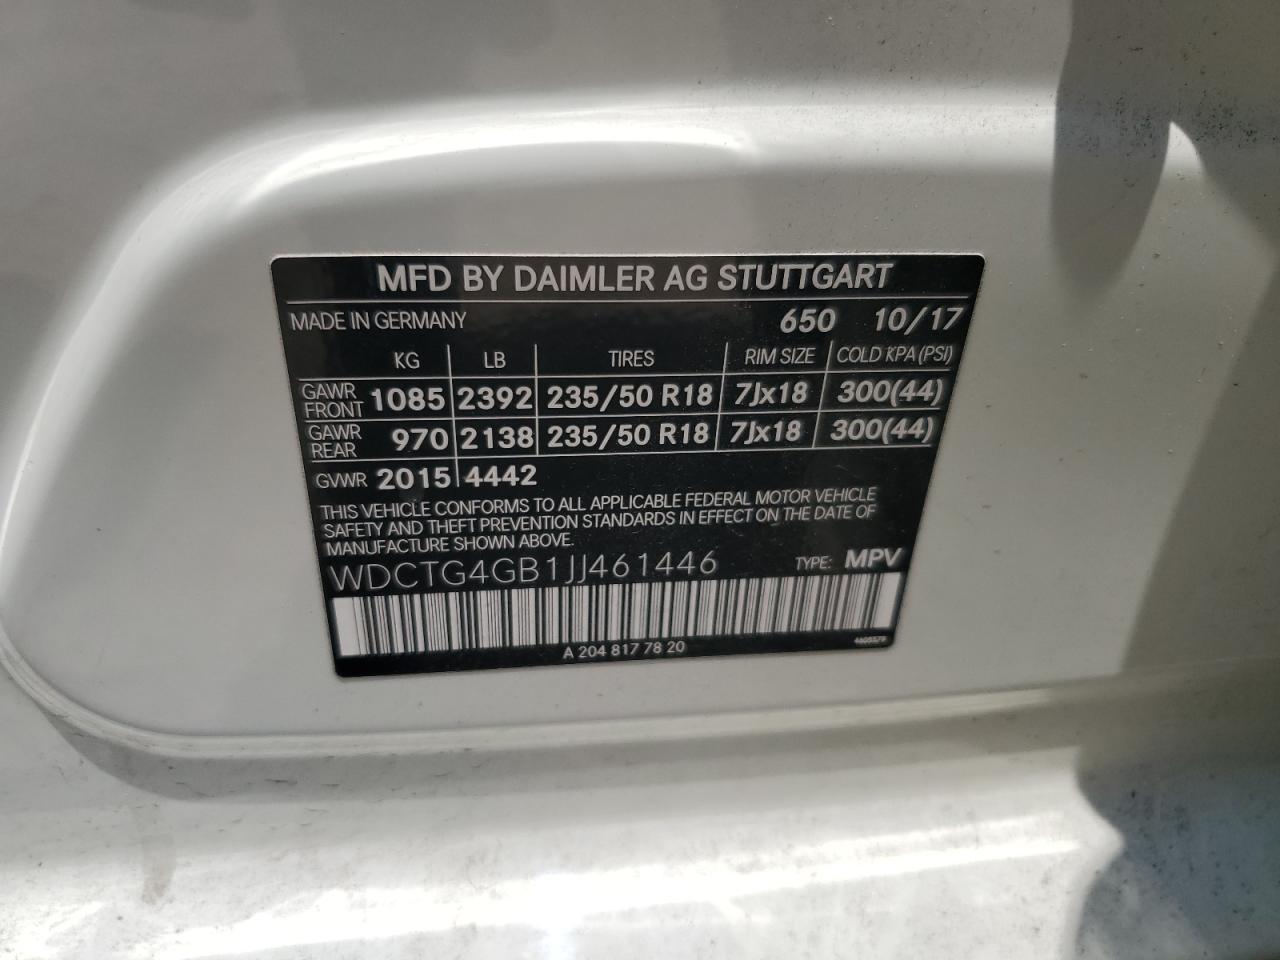 MFD BY DAIMLER AG STUTTGART
MADE IN GERMANY 650 10/17
KG LB TIRES RIM SIZE COLD KPA (PSI)
GAWR FRONT 1085 2392 235/50 R18 7Jx18 300(44)
GAWR REAR 970 2138 235/50 R18 7Jx18 300(44)
GVWR 2015 4442
THIS VEHICLE CONFORMS TO ALL APPLICABLE FEDERAL MOTOR VEHICLE
SAFETY AND THEFT PREVENTION STANDARDS IN EFFECT ON THE DATE OF
MANUFACTURE SHOWN ABOVE.
WDCTG4GB1JJ461446 TYPE: MPV
A 204 817 78 20